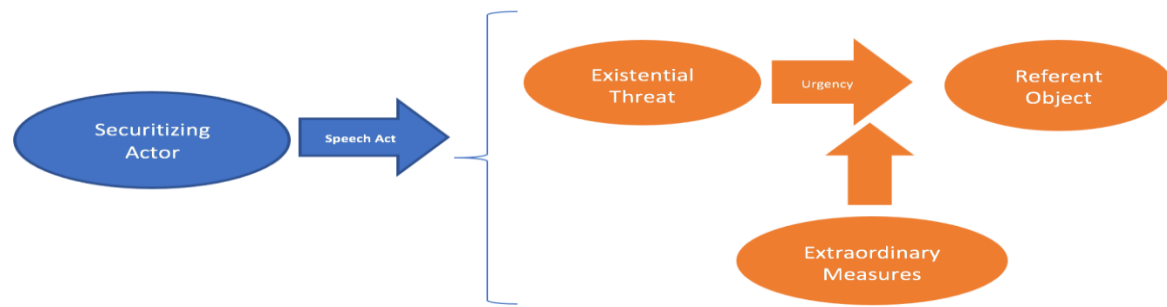 Securitizing
Actor
Speech Act
Existential
Threat
Urgency
Referent
Object
Extraordinary
Measures